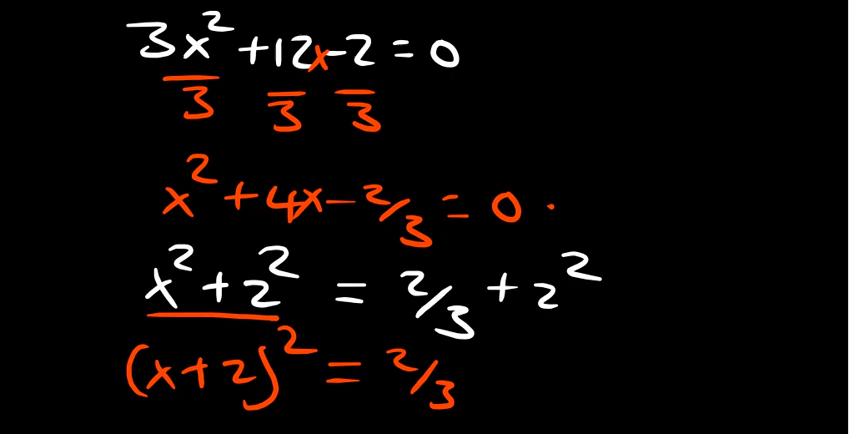 3x² + 12x - 2 = 0
3 3 3
x² + 4x - 2/3 = 0 .
x² + 2² = 2/3 + 2²
(x + 2)² = 2/3